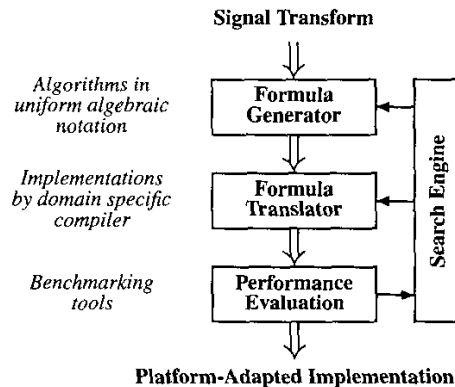 Signal Transform
Algorithms in
uniform algebraic
notation
Formula
Generator
Implementations
by domain specific
compiler
Formula
Translator
Search Engine
Benchmarking
tools
Performance
Evaluation
Platform-Adapted Implementation